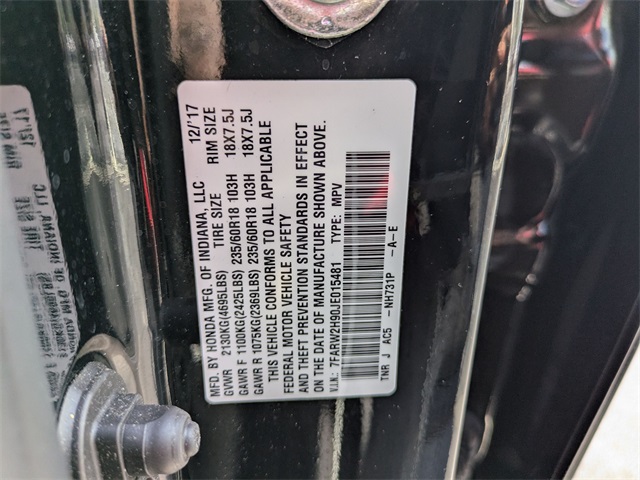 MFD. BY HONDA MFG. OF INDIANA, LLC 12/'17
TIRE SIZE RIM SIZE
GVWR 2130KG(4695LBS)
GAWR F 1100KG(2425LBS) 235/60R18 103H 18X7.5J
GAWR R 1075KG(2369LBS) 235/60R18 103H 18X7.5J
THIS VEHICLE CONFORMS TO ALL APPLICABLE
FEDERAL MOTOR VEHICLE SAFETY
AND THEFT PREVENTION STANDARDS IN EFFECT
ON THE DATE OF MANUFACTURE SHOWN ABOVE.
V.I.N.: 7FARW2H90JE015481 TYPE: MPV
TNR J AC5 -NH731P -A-E